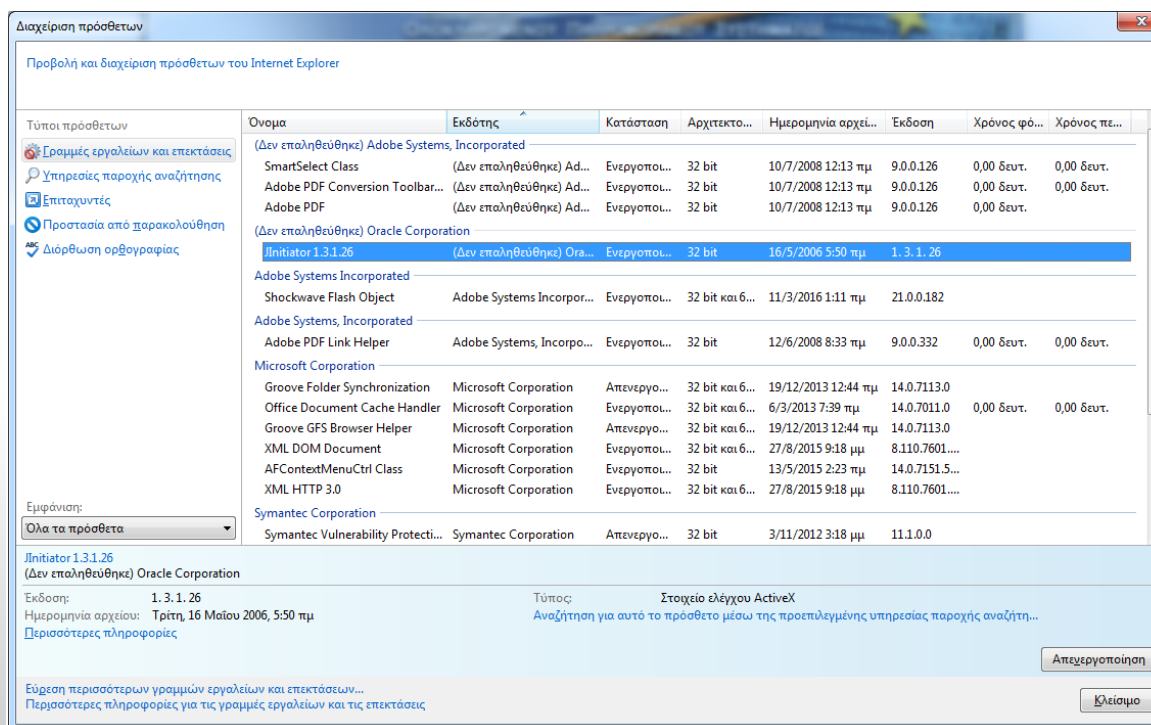 Διαχείριση πρόσθετων
Προβολή και διαχείριση πρόσθετων του Internet Explorer
Τύποι πρόσθετων
Γραμμές εργαλείων και επεκτάσεις
Υπηρεσίες παροχής αναζήτησης
Επιταχυντές
Προστασία από παρακολούθηση
Διόρθωση ορθογραφίας
Εμφάνιση:
Όλα τα πρόσθετα
Όνομα Εκδότης Κατάσταση Αρχιτεκτο... Ημερομηνία αρχεί... Έκδοση Χρόνος φό... Χρόνος πε...
(Δεν επαληθεύθηκε) Adobe Systems, Incorporated
SmartSelect Class (Δεν επαληθεύθηκε) Ad... Ενεργοποι... 32 bit 10/7/2008 12:13 πμ 9.0.0.126 0,00 δευτ. 0,00 δευτ.
Adobe PDF Conversion Toolbar... (Δεν επαληθεύθηκε) Ad... Ενεργοποι... 32 bit 10/7/2008 12:13 πμ 9.0.0.126 0,00 δευτ. 0,00 δευτ.
Adobe PDF (Δεν επαληθεύθηκε) Ad... Ενεργοποι... 32 bit 10/7/2008 12:13 πμ 9.0.0.126 0,00 δευτ.
(Δεν επαληθεύθηκε) Oracle Corporation
JInitiator 1.3.1.26 (Δεν επαληθεύθηκε) Ora... Ενεργοποι... 32 bit 16/5/2006 5:50 πμ 1. 3. 1. 26
Adobe Systems Incorporated
Shockwave Flash Object Adobe Systems Incorpor... Ενεργοποι... 32 bit και 6... 11/3/2016 1:11 πμ 21.0.0.182
Adobe Systems, Incorporated
Adobe PDF Link Helper Adobe Systems, Incorpo... Ενεργοποι... 32 bit 12/6/2008 8:33 πμ 9.0.0.332 0,00 δευτ. 0,00 δευτ.
Microsoft Corporation
Groove Folder Synchronization Microsoft Corporation Απενεργο... 32 bit και 6... 19/12/2013 12:44 πμ 14.0.7113.0
Office Document Cache Handler Microsoft Corporation Ενεργοποι... 32 bit και 6... 6/3/2013 7:39 πμ 14.0.7011.0 0,00 δευτ. 0,00 δευτ.
Groove GFS Browser Helper Microsoft Corporation Απενεργο... 32 bit και 6... 19/12/2013 12:44 πμ 14.0.7113.0
XML DOM Document Microsoft Corporation Ενεργοποι... 32 bit και 6... 27/8/2015 9:18 μμ 8.110.7601....
AFContextMenuCtrl Class Microsoft Corporation Ενεργοποι... 32 bit 13/5/2015 2:23 πμ 14.0.7151.5...
XML HTTP 3.0 Microsoft Corporation Ενεργοποι... 32 bit και 6... 27/8/2015 9:18 μμ 8.110.7601....
Symantec Corporation
Symantec Vulnerability Protecti... Symantec Corporation Απενεργο... 32 bit 3/11/2012 3:18 μμ 11.1.0.0
JInitiator 1.3.1.26
(Δεν επαληθεύθηκε) Oracle Corporation
Έκδοση: 1. 3. 1. 26 Τύπος: Στοιχείο ελέγχου ActiveX
Ημερομηνία αρχείου: Τρίτη, 16 Μαΐου 2006, 5:50 πμ Αναζήτηση για αυτό το πρόσθετο μέσω της προεπιλεγμένης υπηρεσίας παροχής αναζήτη...
Περισσότερες πληροφορίες
Απενεργοποίηση
Εύρεση περισσότερων γραμμών εργαλείων και επεκτάσεων...
Περισσότερες πληροφορίες για τις γραμμές εργαλείων και τις επεκτάσεις
Κλείσιμο